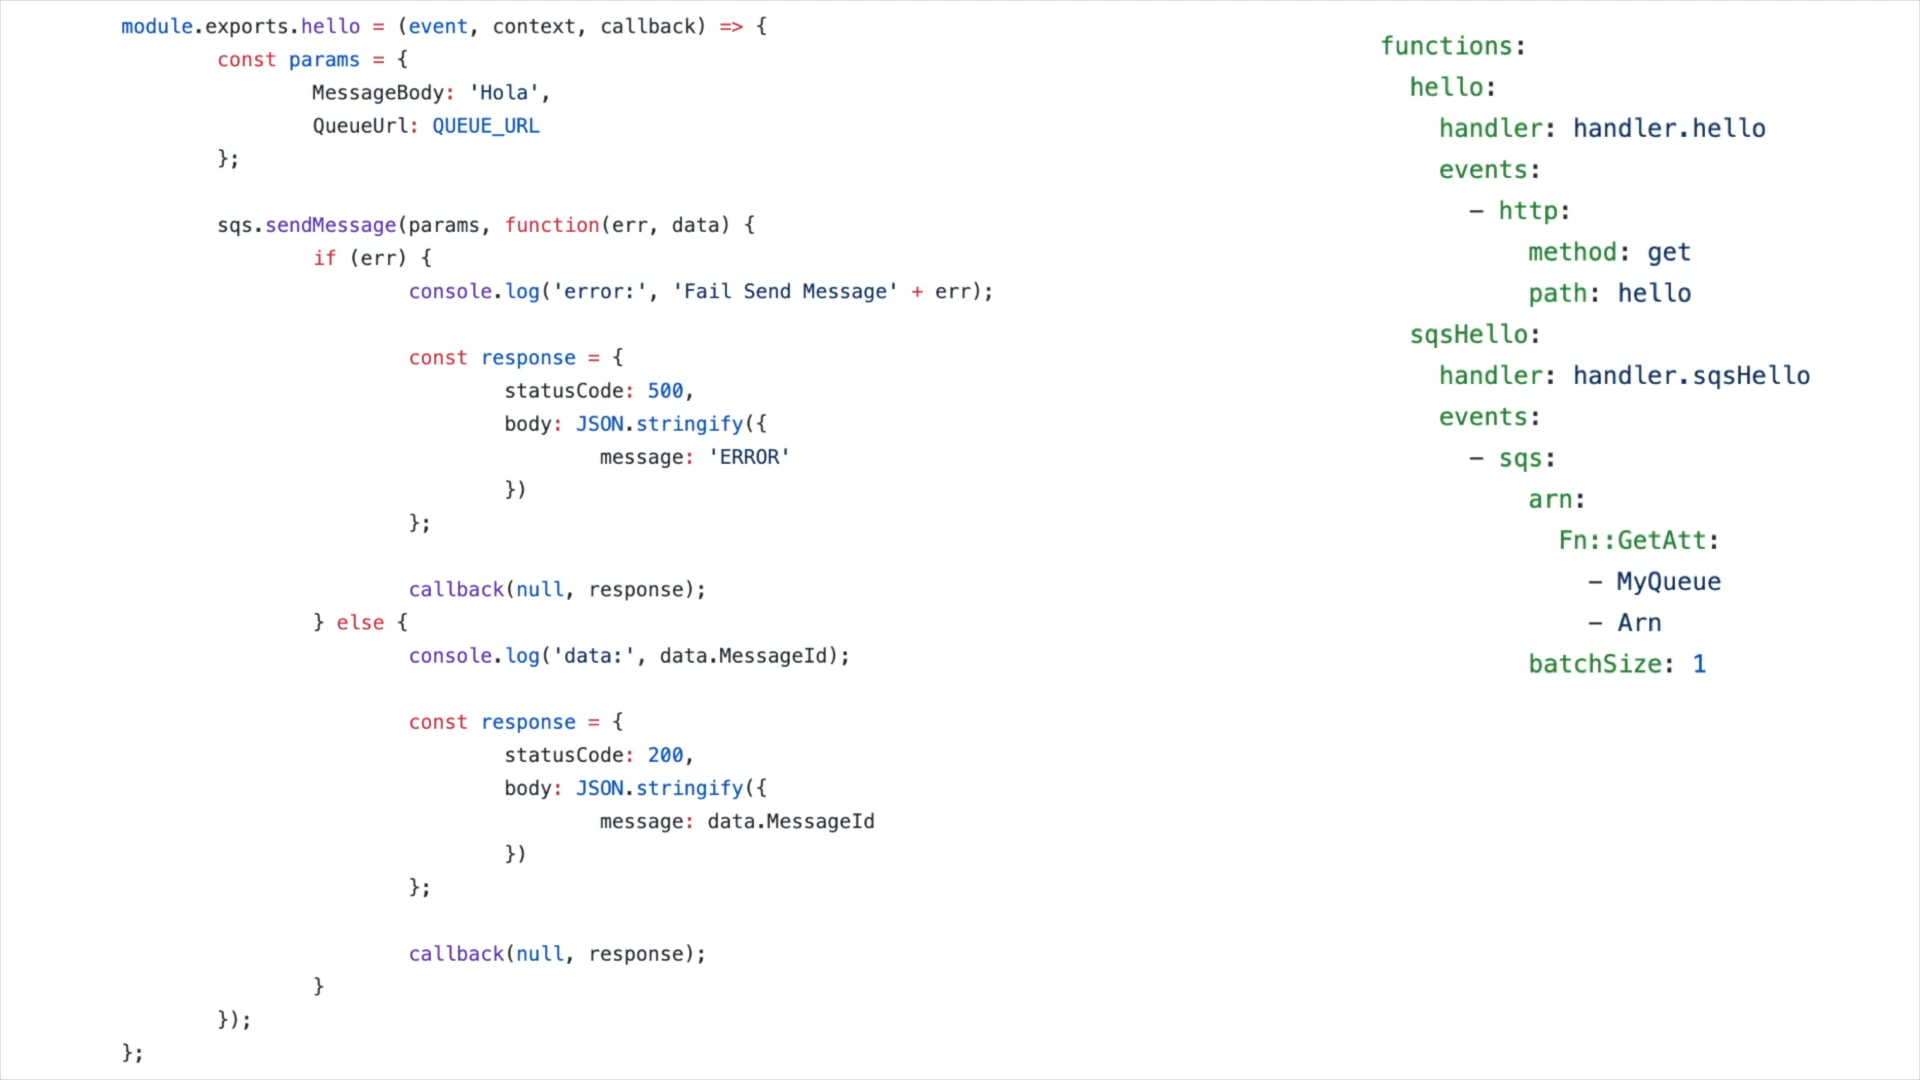 module.exports.hello = (event, context, callback) => {
const params = {
MessageBody: 'Hola',
QueueUrl: QUEUE_URL
};
sqs.sendMessage(params, function(err, data) {
if (err) {
console.log('error:', 'Fail Send Message' + err);
const response = {
statusCode: 500,
body: JSON.stringify({
message: 'ERROR'
})
};
callback(null, response);
} else {
console.log('data:', data.MessageId);
const response = {
statusCode: 200,
body: JSON.stringify({
message: data.MessageId
})
};
callback(null, response);
}
});
};
functions:
hello:
handler: handler.hello
events:
- http:
method: get
path: hello
sqsHello:
handler: handler.sqsHello
events:
- sqs:
arn:
Fn::GetAtt:
- MyQueue
- Arn
batchSize: 1